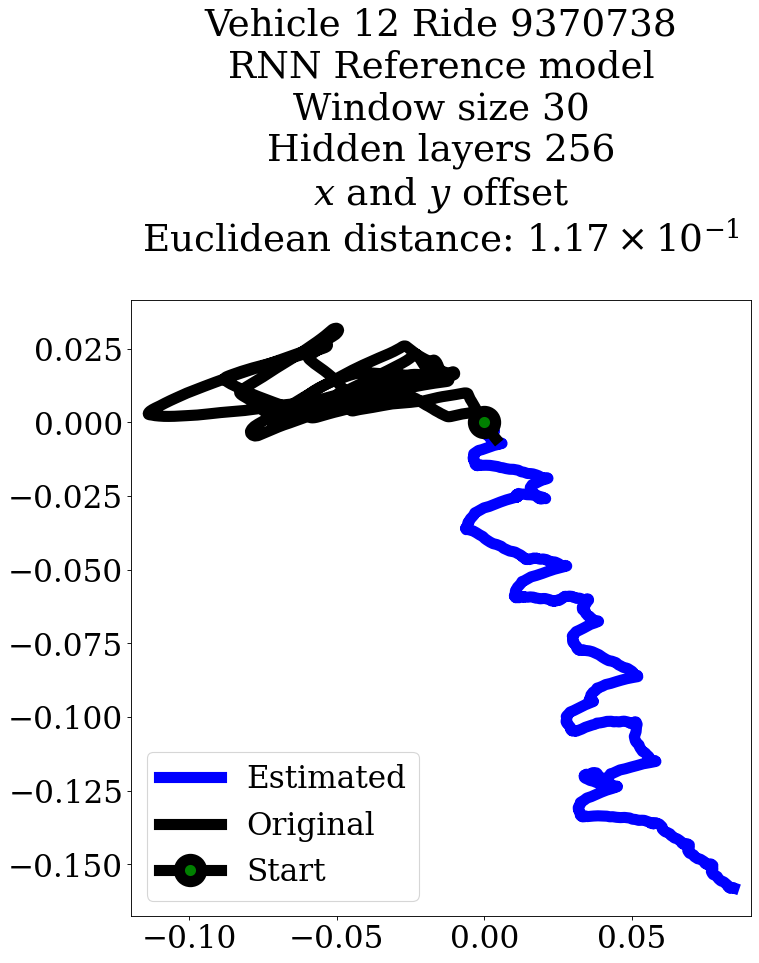 Vehicle 12 Ride 9370738
RNN Reference model
Window size 30
Hidden layers 256
x and y offset
Euclidean distance: 1.17 × 10⁻¹
0.025
0.000
−0.025
−0.050
−0.075
−0.100
−0.125
−0.150
Estimated
Original
Start
−0.10
−0.05
0.00
0.05